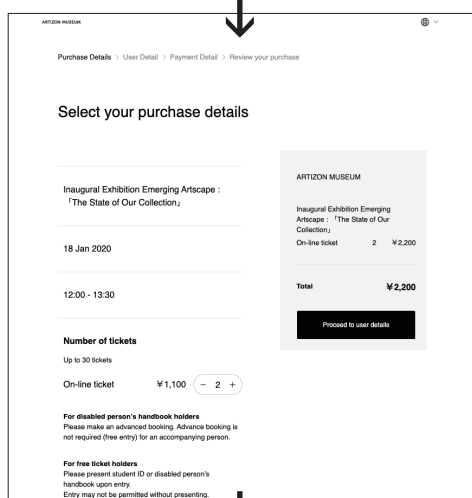 ARTIZON MUSEUM
Purchase Details > User Detail > Payment Detail > Review your purchase
Select your purchase details
Inaugural Exhibition Emerging Artscape :
「The State of Our Collection」
18 Jan 2020
12:00 - 13:30
Number of tickets
Up to 30 tickets
On-line ticket ¥1,100 − 2 +
For disabled person's handbook holders
Please make an advanced booking. Advance booking is
not required (free entry) for an accompanying person.
For free ticket holders
Please present student ID or disabled person's
handbook upon entry.
Entry may not be permitted without presenting.
ARTIZON MUSEUM
Inaugural Exhibition Emerging
Artscape : 「The State of Our
Collection」
On-line ticket 2 ¥2,200
Total ¥2,200
Proceed to user details